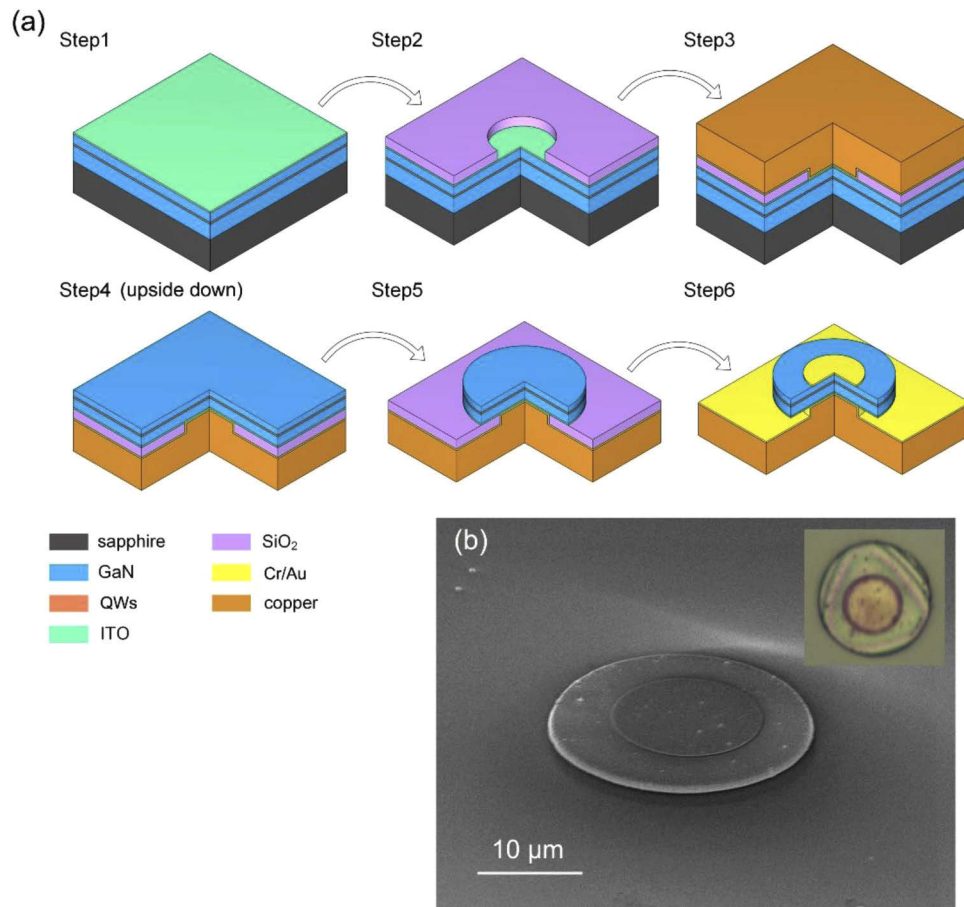 (a)
Step1
Step2
Step3
Step4 (upside down)
Step5
Step6
sapphire
SiO₂
GaN
Cr/Au
QWs
copper
ITO
(b)
10 μm